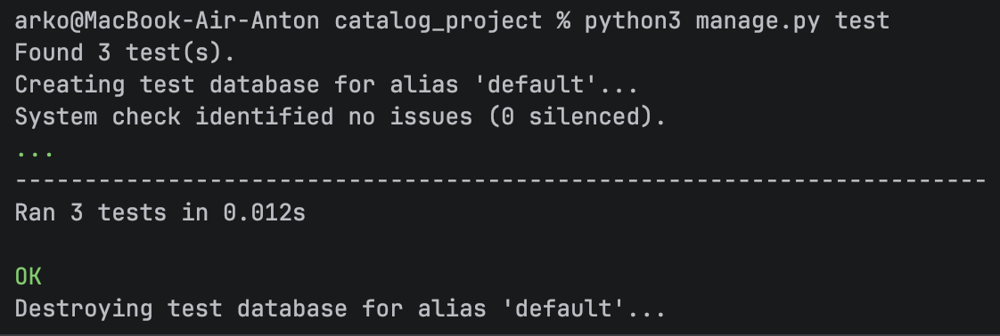 arko@MacBook-Air-Anton catalog_project % python3 manage.py test
Found 3 test(s).
Creating test database for alias 'default'...
System check identified no issues (0 silenced).
...
----------------------------------------------------------------------
Ran 3 tests in 0.012s

OK
Destroying test database for alias 'default'...